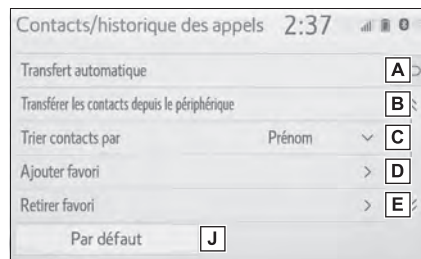 Contacts/historique des appels 2:37
Transfert automatique A
Transférer les contacts depuis le périphérique B
Trier contacts par Prénom C
Ajouter favori D
Retirer favori E
Par défaut J